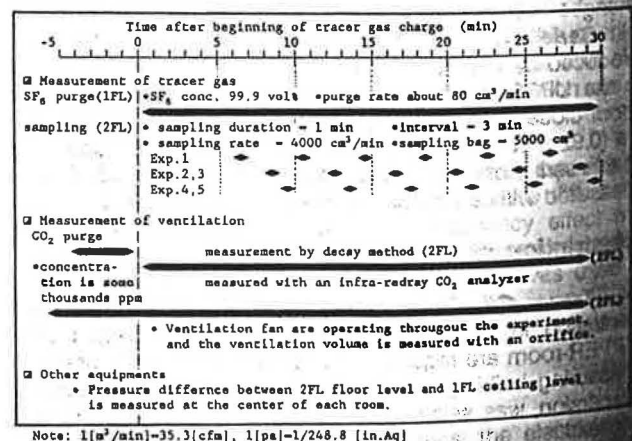 Time after beginning of tracer gas charge (min)
-5 0 5 10 15 20 25 30
Measurement of tracer gas
SF6 purge(1FL) •SF6 conc. 99.9 vol% •purge rate about 80 cm³/min
sampling (2FL) • sampling duration - 1 min •interval - 3 min
• sampling rate - 4000 cm³/min •sampling bag - 5000 cm³
Exp.1
Exp.2,3
Exp.4,5
Measurement of ventilation
CO2 purge measurement by decay method (2FL)
•concentra- measured with an infra-redray CO2 analyzer
tion is some
thousands ppm
• Ventilation fan are operating througout the experiment,
and the ventilation volume is measured with an orrifice.
Other equipments
• Pressure differnce between 2FL floor level and 1FL ceiling level
is measured at the center of each room.
Note: 1[m³/min]-35.3[cfm], 1[pa]-1/248.8 [in.Aq]